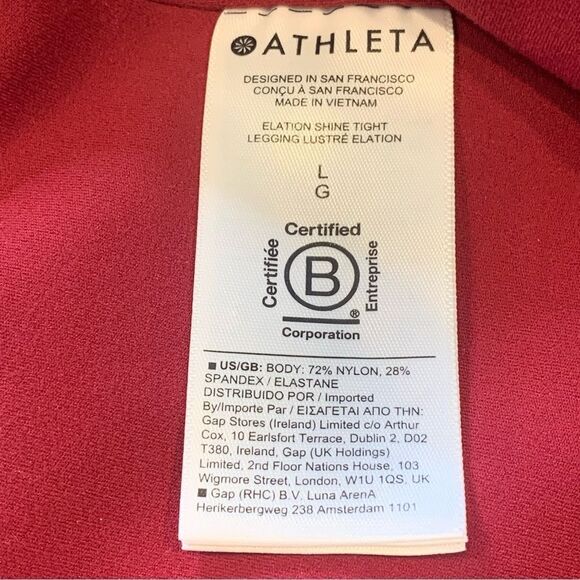 ATHLETA
DESIGNED IN SAN FRANCISCO
CONÇU À SAN FRANCISCO
MADE IN VIETNAM
ELATION SHINE TIGHT
LEGGING LUSTRÉ ELATION
L
G
Certified
Certifiée
B
Entreprise
®
Corporation
US/GB: BODY: 72% NYLON, 28%
SPANDEX / ELASTANE
DISTRIBUIDO POR / Imported
By/Importe Par / ΕΙΣΑΓΕΤΑΙ ΑΠΟ ΤΗΝ:
Gap Stores (Ireland) Limited c/o Arthur
Cox, 10 Earlsfort Terrace, Dublin 2, D02
T380, Ireland, Gap (UK Holdings)
Limited, 2nd Floor Nations House, 103
Wigmore Street, London, W1U 1QS, UK
Gap (RHC) B.V. Luna ArenA
Herikerbergweg 238 Amsterdam 1101